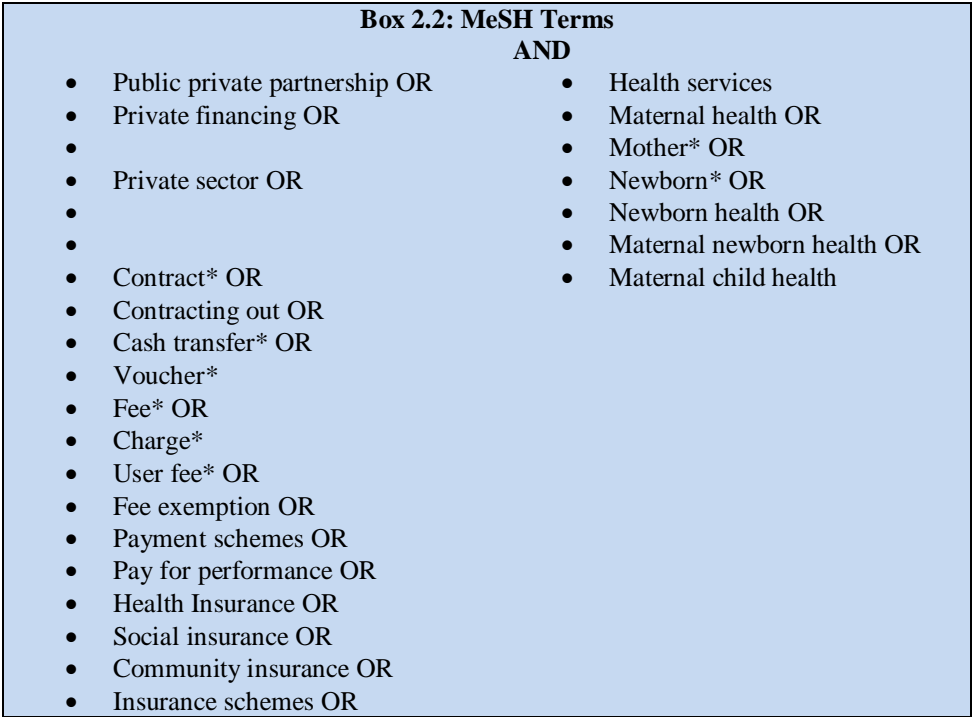 Box 2.2: MeSH Terms
AND
• Public private partnership OR
• Private financing OR
•
• Private sector OR
•
•
• Contract* OR
• Contracting out OR
• Cash transfer* OR
• Voucher*
• Fee* OR
• Charge*
• User fee* OR
• Fee exemption OR
• Payment schemes OR
• Pay for performance OR
• Health Insurance OR
• Social insurance OR
• Community insurance OR
• Insurance schemes OR
• Health services
• Maternal health OR
• Mother* OR
• Newborn* OR
• Newborn health OR
• Maternal newborn health OR
• Maternal child health